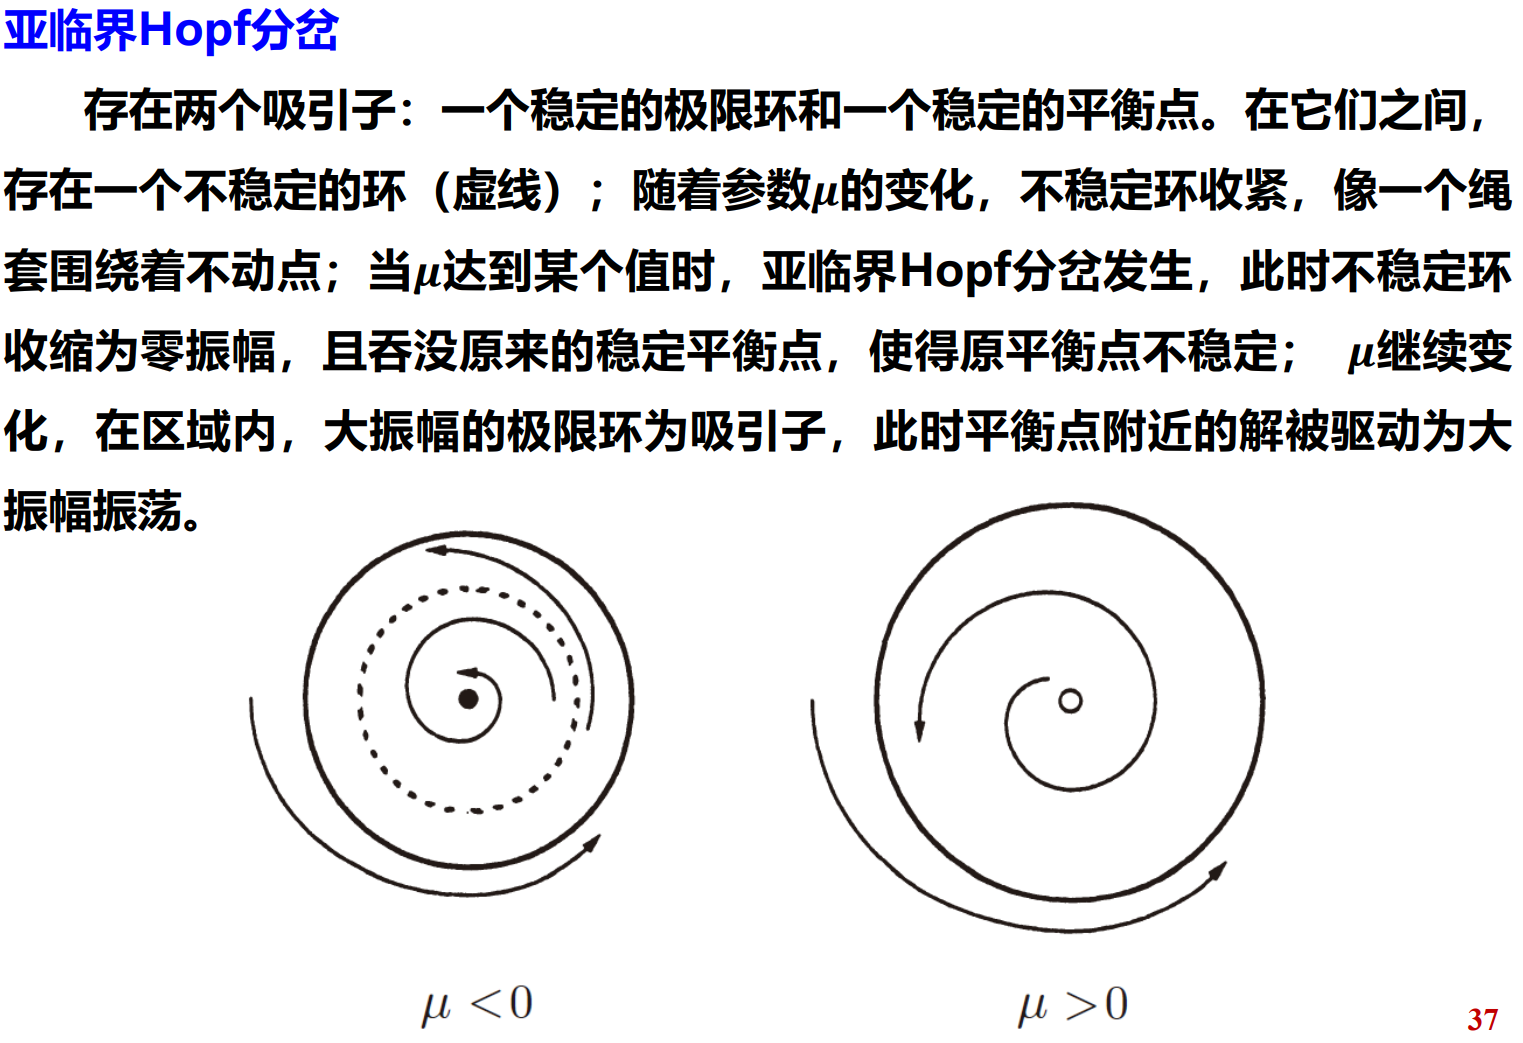 亚临界Hopf分岔
存在两个吸引子：一个稳定的极限环和一个稳定的平衡点。在它们之间，
存在一个不稳定的环（虚线）；随着参数μ的变化，不稳定环收紧，像一个绳
套围绕着不动点；当μ达到某个值时，亚临界Hopf分岔发生，此时不稳定环
收缩为零振幅，且吞没原来的稳定平衡点，使得原平衡点不稳定； μ继续变
化，在区域内，大振幅的极限环为吸引子，此时平衡点附近的解被驱动为大
振幅振荡。
μ <0
μ >0
37